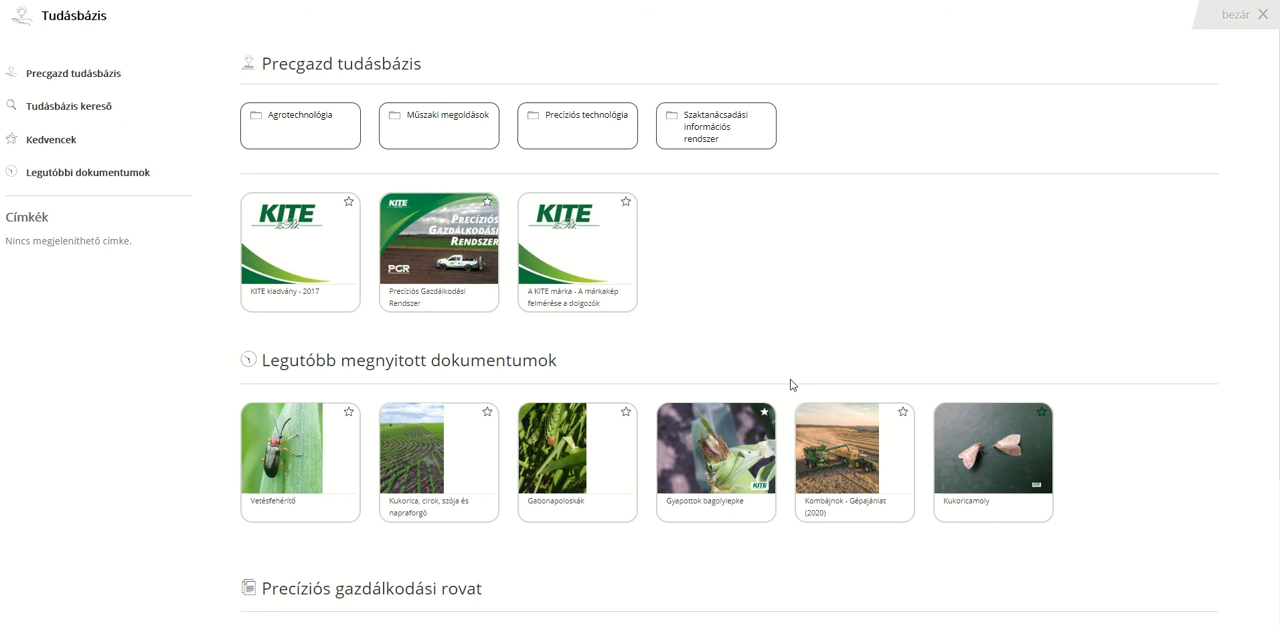 Tudásbázis
bezár
Precgazd tudásbázis
Tudásbázis kereső
Kedvencek
Legutóbbi dokumentumok
Címkék
Nincs megjeleníthető címke.
Precgazd tudásbázis
Agrotechnológia
Műszaki megoldások
Precíziós technológia
Szaktanácsadási
információs
rendszer
KITE
KITE kiadvány - 2017
KITE
PRECÍZIÓS
GAZDÁLKODÁSI
RENDSZER
PCR
Precíziós Gazdálkodási
Rendszer
KITE
A KITE márka - A márkakép
felmérése a dolgozók
Legutóbb megnyitott dokumentumok
Vetésfehérítő
Kukorica, cirok, szója és
napraforgó
Gabonapoloskák
KITE
Gyapottok bagolylepke
Kombájnok - Gépajánlat
(2020)
Kukoricamoly
Precíziós gazdálkodási rovat